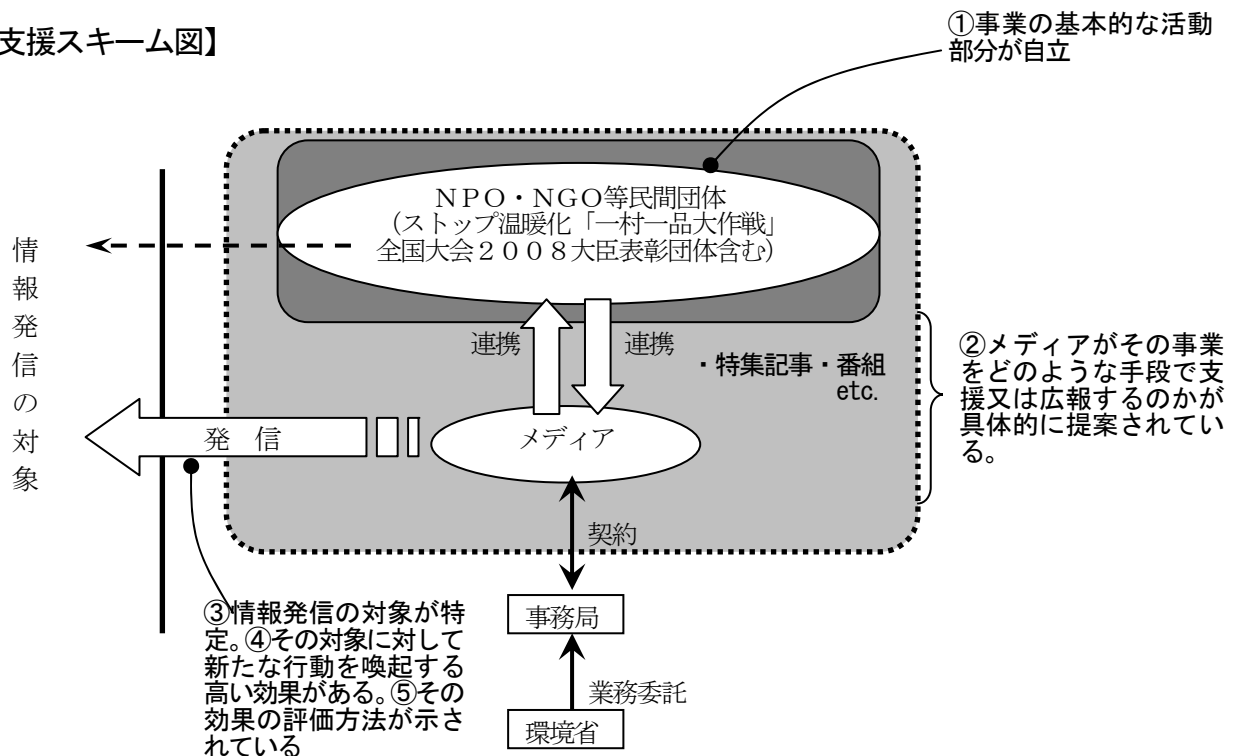 支援スキーム図】
①事業の基本的な活動
部分が自立
NPO・NGO等民間団体
(ストップ温暖化「一村一品大作戦」
全国大会２００８大臣表彰団体含む)
情報発信の対象
連携
連携
・特集記事・番組
etc.
②メディアがその事業
をどのような手段で支
援又は広報するのかが
具体的に提案されてい
る。
発 信
メディア
契約
③情報発信の対象が特
定。④その対象に対して
新たな行動を喚起する
高い効果がある。⑤その
効果の評価方法が示さ
れている
事務局
業務委託
環境省